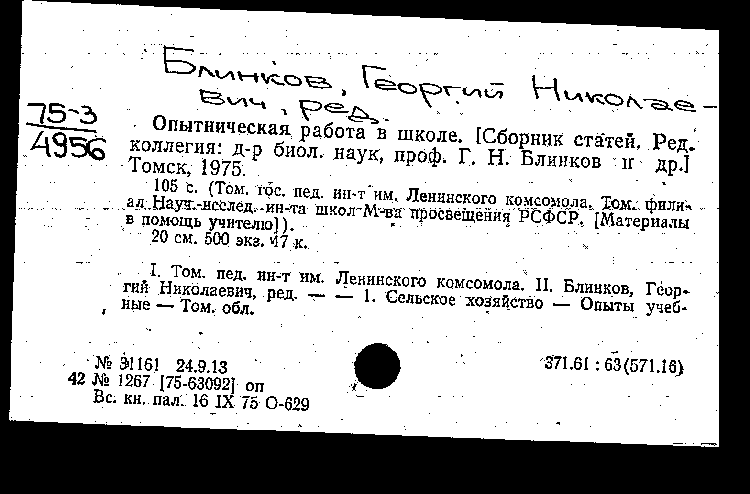 Блинков, Георгий Николае-
вич, ред.
75-3
4956
Опытническая работа в школе. [Сборник статей. Ред.
коллегия: д-р биол. наук, проф. Г. Н. Блинков и др.]
Томск, 1975.
105 с. (Том. гос. пед. ин-т им. Ленинского комсомола. Том. фили-
ал Науч.-исслед. ин-та школ М-ва просвещения РСФСР. [Материалы
в помощь учителю]).
20 см. 500 экз. 47 к.
I. Том. пед. ин-т им. Ленинского комсомола. II. Блинков, Геор-
гий Николаевич, ред. — — 1. Сельское хозяйство — Опыты учеб-
ные — Том. обл.
№ 31161 24.9.13
371.61 : 63(571.16)
42 № 1267 [75-63092] оп
Вс. кн. пал. 16 IX 75 О-629